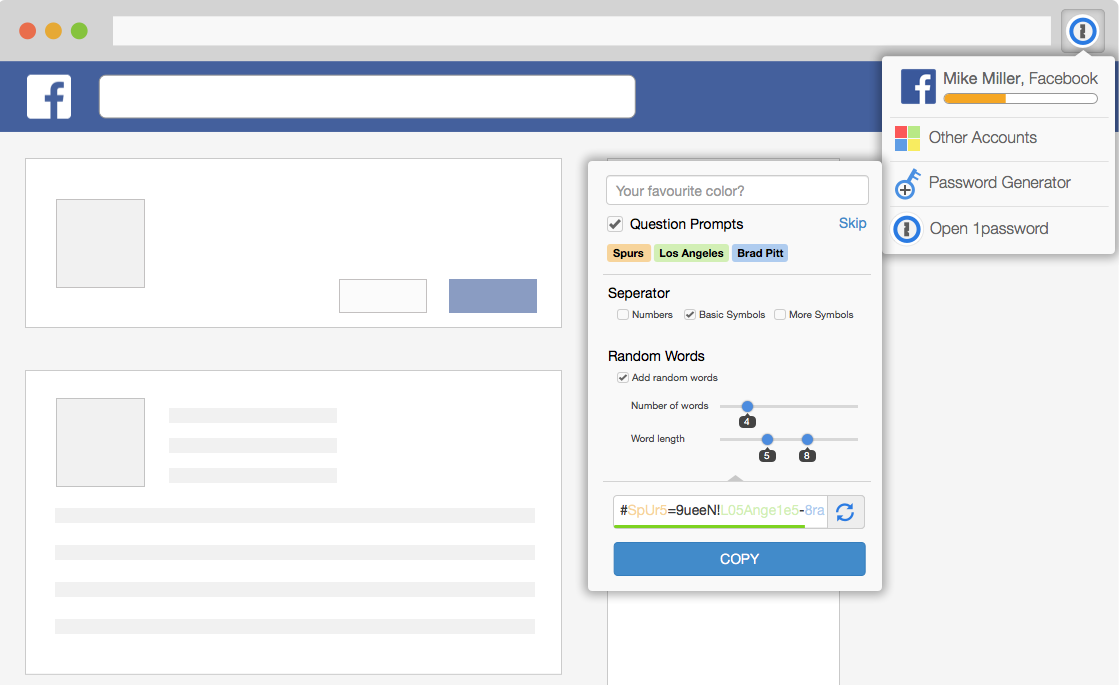 Mike Miller, Facebook
Other Accounts
Password Generator
Open 1password
Your favourite color?
Question Prompts Skip
Spurs Los Angeles Brad Pitt
Seperator
Numbers Basic Symbols More Symbols
Random Words
Add random words
Number of words
4
Word length
5 8
#SpUr5=9ueeN!L05Ange1e5-8ra
COPY